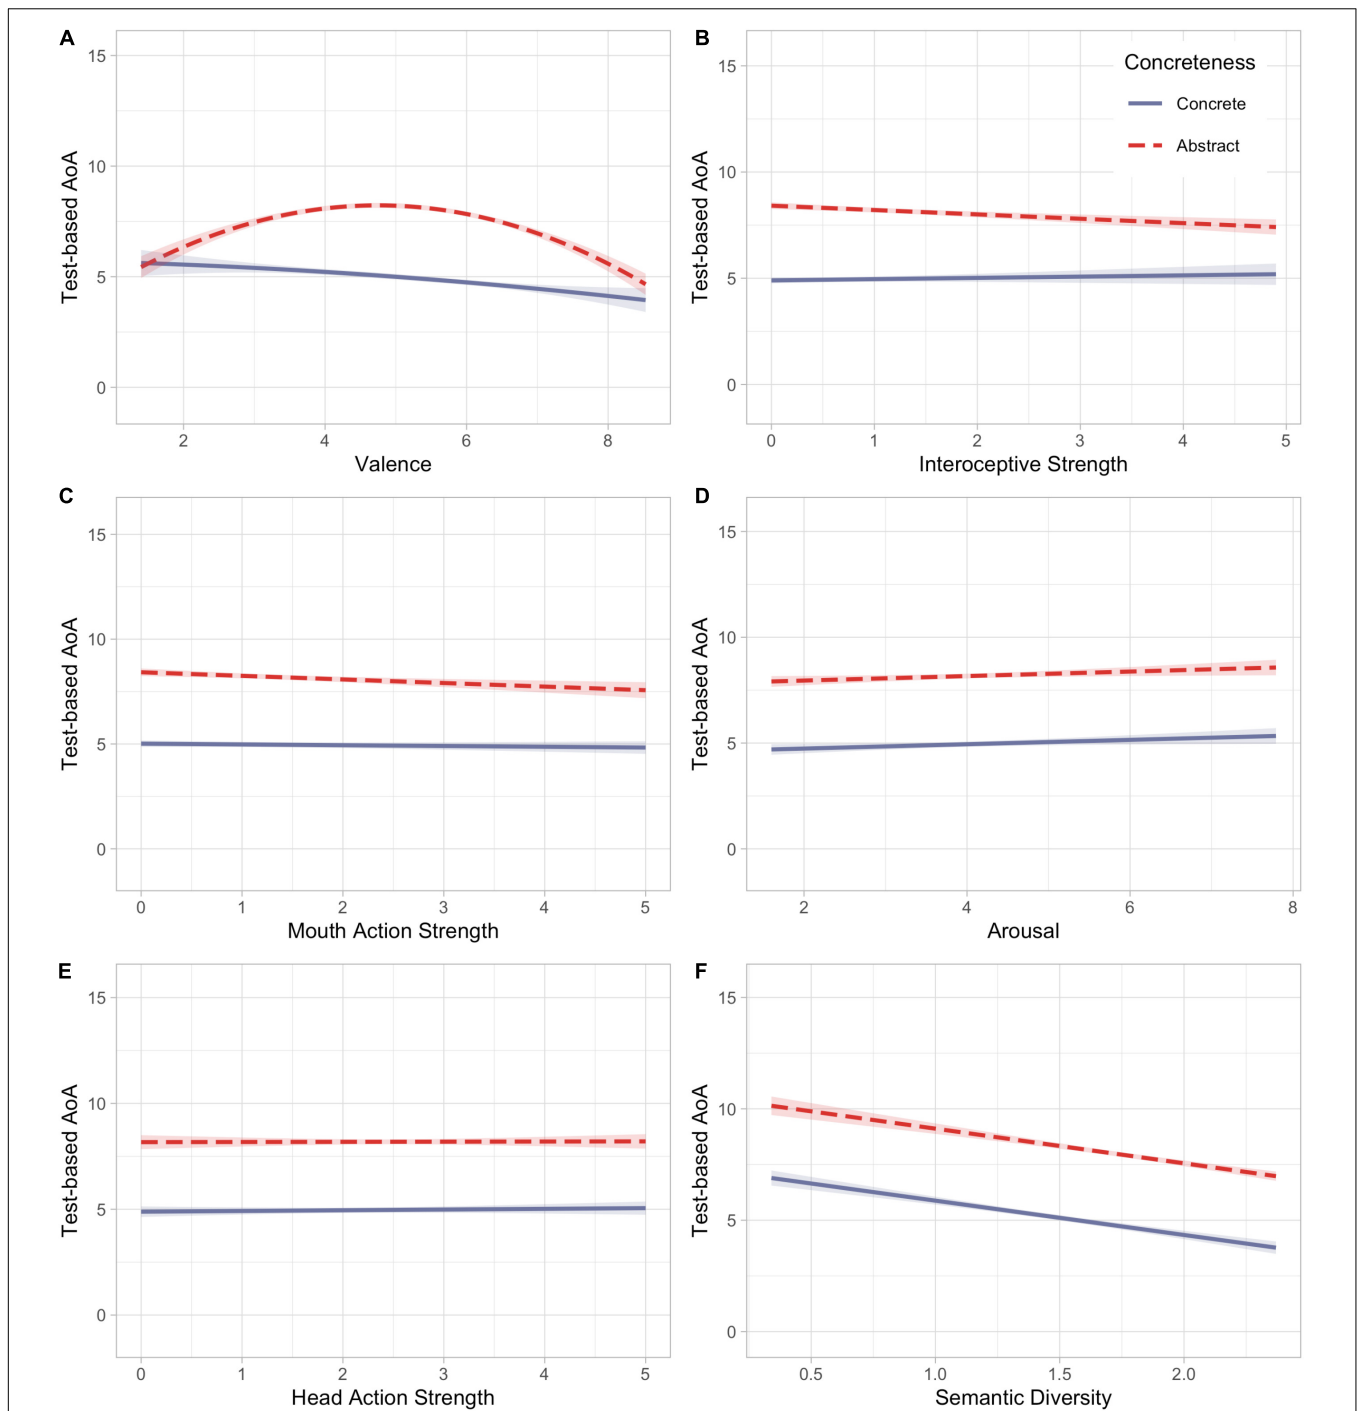 A
15
10
5
0
Test-based AoA
2 4 6 8
Valence
B
15
10
5
0
Test-based AoA
Concreteness
Concrete
Abstract
0 1 2 3 4 5
Interoceptive Strength
C
15
10
5
0
Test-based AoA
0 1 2 3 4 5
Mouth Action Strength
D
15
10
5
0
Test-based AoA
2 4 6 8
Arousal
E
15
10
5
0
Test-based AoA
0 1 2 3 4 5
Head Action Strength
F
15
10
5
0
Test-based AoA
0.5 1.0 1.5 2.0
Semantic Diversity